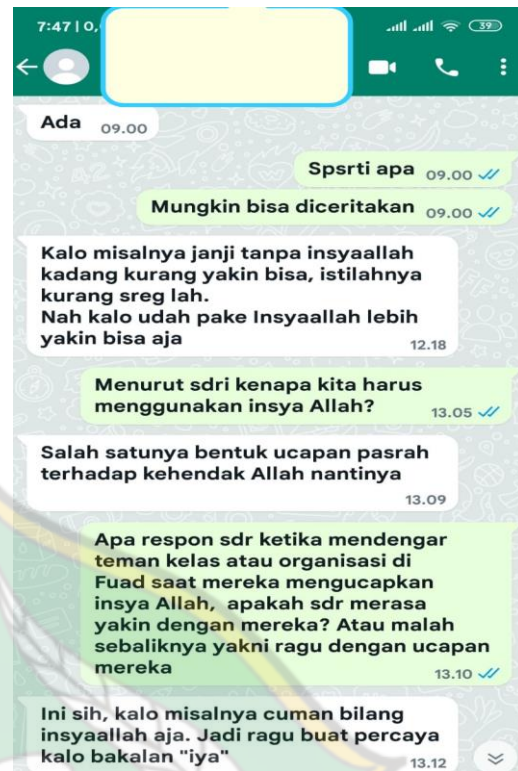 7:47 | 0,
39
Ada 09.00
Spsrti apa 09.00
Mungkin bisa diceritakan 09.00
Kalo misalnya janji tanpa insyaallah
kadang kurang yakin bisa, istilahnya
kurang sreg lah.
Nah kalo udah pake Insyaallah lebih
yakin bisa aja
12.18
Menurut sdri kenapa kita harus
menggunakan insya Allah?
13.05
Salah satunya bentuk ucapan pasrah
terhadap kehendak Allah nantinya
13.09
Apa respon sdr ketika mendengar
teman kelas atau organisasi di
Fuad saat mereka mengucapkan
insya Allah, apakah sdr merasa
yakin dengan mereka? Atau malah
sebaliknya yakni ragu dengan ucapan
mereka
13.10
Ini sih, kalo misalnya cuman bilang
insyaallah aja. Jadi ragu buat percaya
kalo bakalan "iya"
13.12